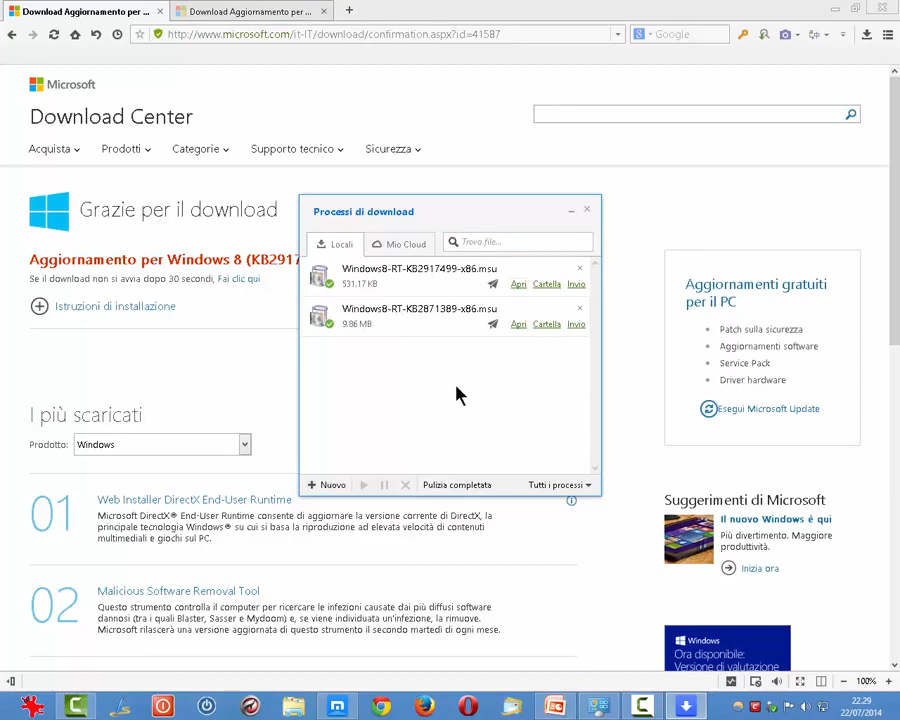 Download Aggiornamento per ...
Download Aggiornamento per ...
http://www.microsoft.com/it-IT/download/confirmation.aspx?id=41587
Google
Microsoft
Download Center
Acquista
Prodotti
Categorie
Supporto tecnico
Sicurezza
Grazie per il download
Aggiornamento per Windows 8 (KB2917
Se il download non si avvia dopo 30 secondi, Fai clic qui
Istruzioni di installazione
Processi di download
Locali
Mio Cloud
Trova file...
Windows8-RT-KB2917499-x86.msu
531.17 KB
Apri
Cartella
Invio
Windows8-RT-KB2871389-x86.msu
9.86 MB
Apri
Cartella
Invio
Nuovo
Pulizia completata
Tutti i processi
Aggiornamenti gratuiti
per il PC
Patch sulla sicurezza
Aggiornamenti software
Service Pack
Driver hardware
Esegui Microsoft Update
I più scaricati
Prodotto:
Windows
01
Web Installer DirectX End-User Runtime
Microsoft DirectX® End-User Runtime consente di aggiornare la versione corrente di DirectX, la
principale tecnologia Windows® su cui si basa la riproduzione ad elevata velocità di contenuti
multimediali e giochi sul PC.
02
Malicious Software Removal Tool
Questo strumento controlla il computer per ricercare le infezioni causate dai più diffusi software
dannosi (tra i quali Blaster, Sasser e Mydoom) e, se viene individuata un'infezione, la rimuove.
Microsoft rilascerà una versione aggiornata di questo strumento il secondo martedì di ogni mese.
Suggerimenti di Microsoft
Il nuovo Windows è qui
Più divertimento. Maggiore
produttività.
Inizia ora
Windows
Ora disponibile:
Versione di valutazione
100%
22.29
22/07/2014